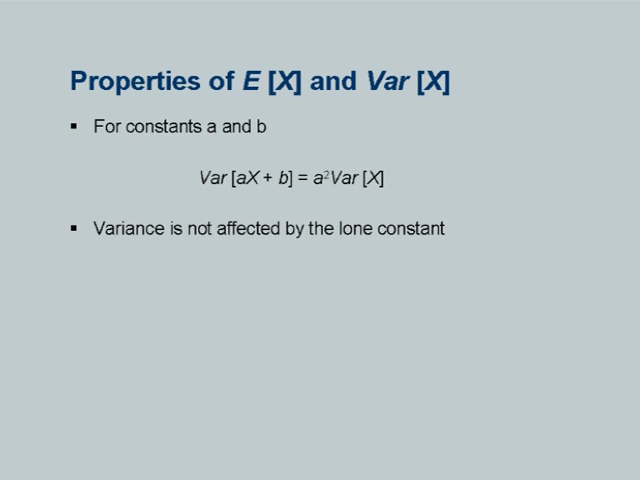 Properties of E [X] and Var [X]
▪ For constants a and b
Var [aX + b] = a²Var [X]
▪ Variance is not affected by the lone constant